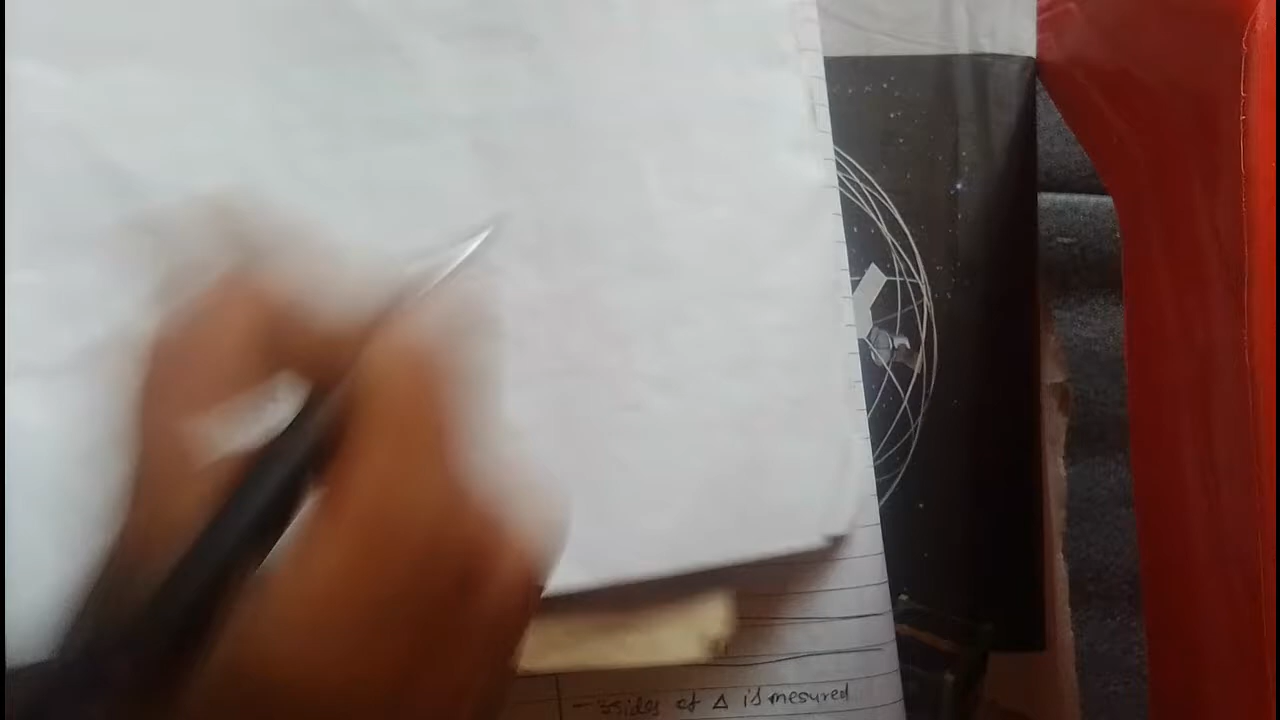 - 3sides of Δ is mesured